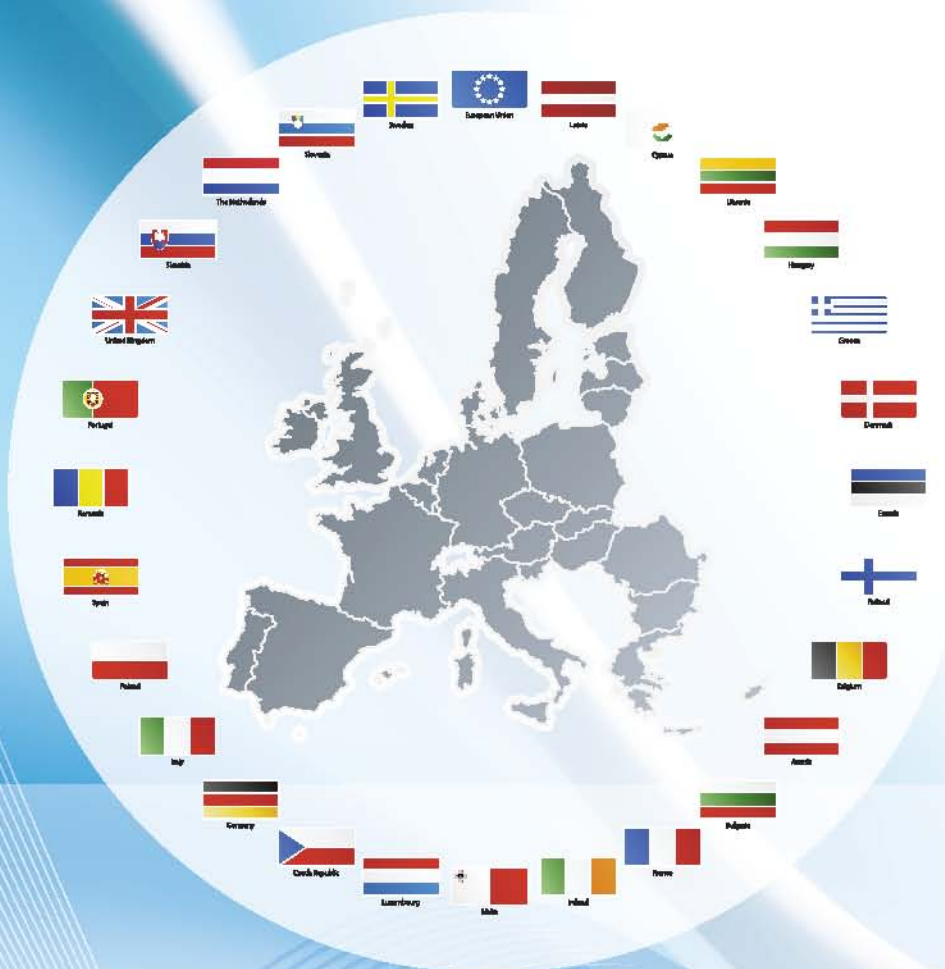 European Union
Latvia
Sweden
Cyprus
Slovenia
Lituania
The Netherlands
Hungary
Slovakia
Greece
United Kingdom
Denmark
Portugal
Estonia
Romania
Finland
Spain
Belgium
Poland
Austria
Italy
Bulgaria
Germany
France
Czech Republic
Ireland
Luxembourg
Malta